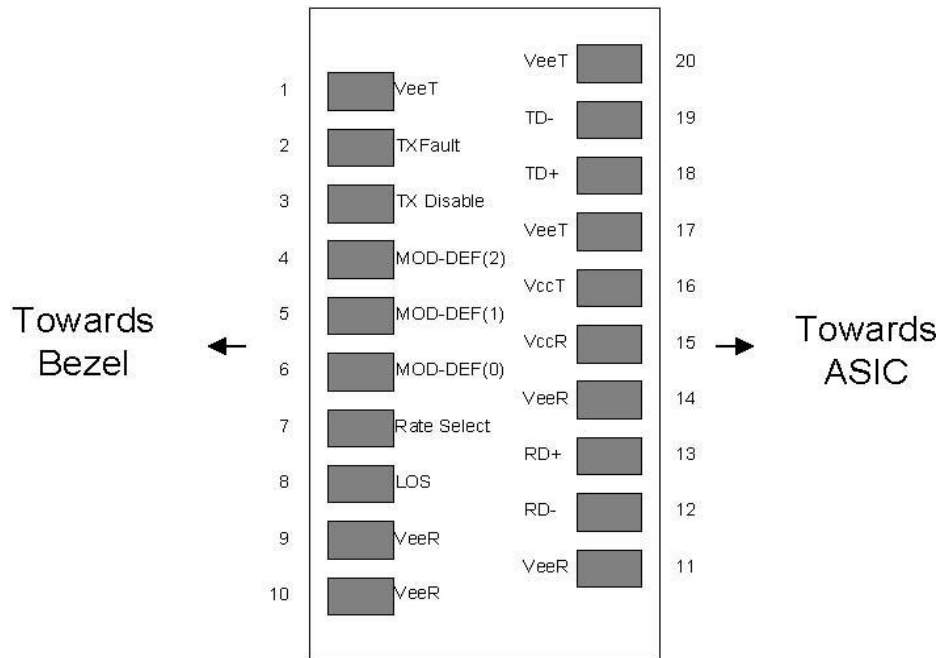 VeeT 20
1 VeeT
TD- 19
2 TXFault
TD+ 18
3 TX Disable
VeeT 17
4 MOD-DEF(2)
VccT 16
5 MOD-DEF(1)
VccR 15
6 MOD-DEF(0)
VeeR 14
7 Rate Select
RD+ 13
8 LOS
RD- 12
9 VeeR
VeeR 11
10 VeeR
Towards
Bezel
Towards
ASIC